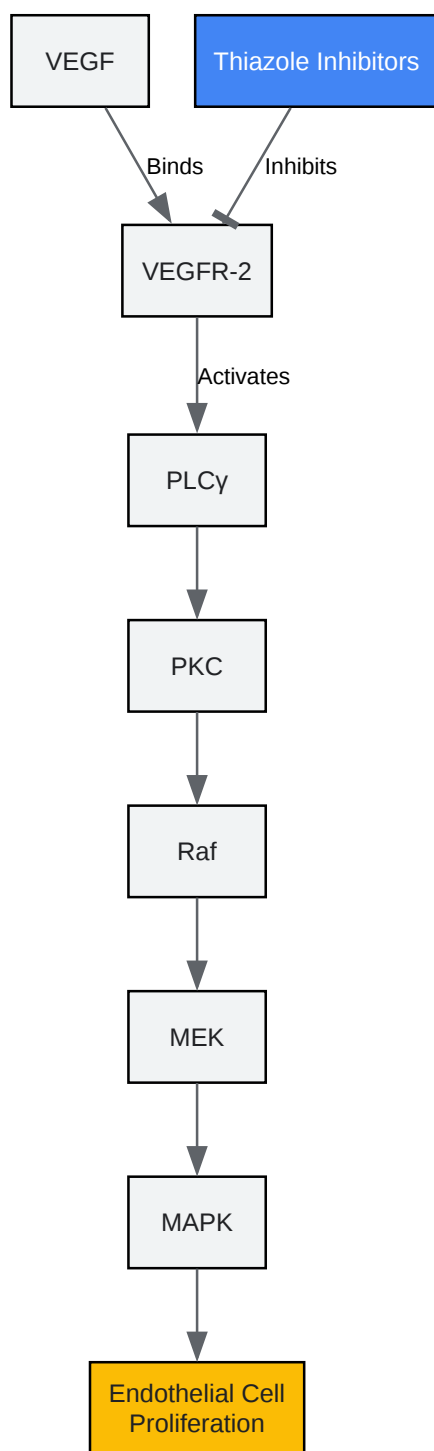 VEGF
Thiazole Inhibitors
Binds
Inhibits
VEGFR-2
Activates
PLCγ
PKC
Raf
MEK
MAPK
Endothelial Cell
Proliferation